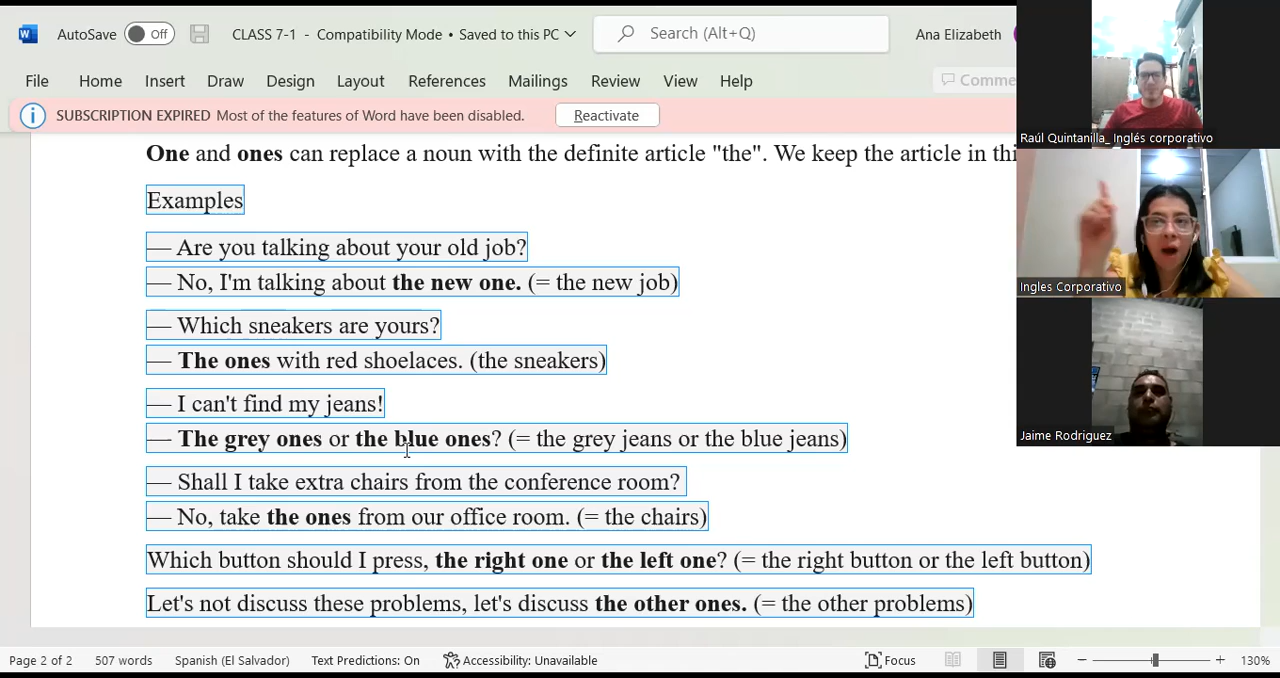 AutoSave Off CLASS 7-1 - Compatibility Mode • Saved to this PC Search (Alt+Q) Ana Elizabeth
File Home Insert Draw Design Layout References Mailings Review View Help
SUBSCRIPTION EXPIRED Most of the features of Word have been disabled. Reactivate
One and ones can replace a noun with the definite article "the". We keep the article in
Examples
— Are you talking about your old job?
— No, I'm talking about the new one. (= the new job)
— Which sneakers are yours?
— The ones with red shoelaces. (the sneakers)
— I can't find my jeans!
— The grey ones or the blue ones? (= the grey jeans or the blue jeans)
— Shall I take extra chairs from the conference room?
— No, take the ones from our office room. (= the chairs)
Which button should I press, the right one or the left one? (= the right button or the left button)
Let's not discuss these problems, let's discuss the other ones. (= the other problems)
Page 2 of 2 507 words Spanish (El Salvador) Text Predictions: On Accessibility: Unavailable Focus 130%
Raúl Quintanilla_ Inglés corporativo
Ingles Corporativo
Jaime Rodriguez